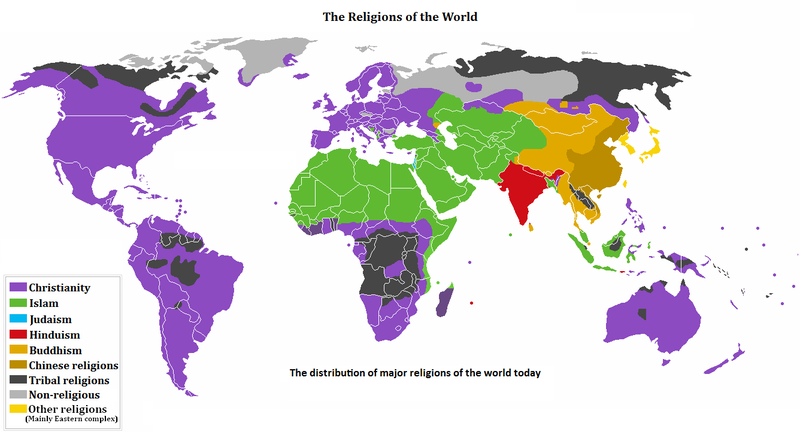 The Religions of the World
Christianity
Islam
Judaism
Hinduism
Buddhism
Chinese religions
Tribal religions
Non-religious
Other religions
(Mainly Eastern complex)
The distribution of major religions of the world today